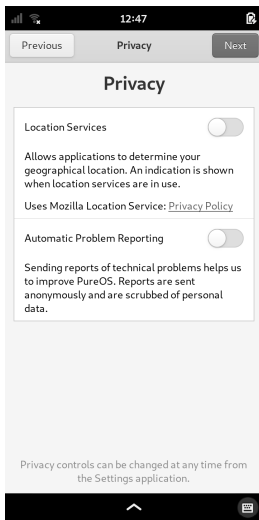 12:47
Previous
Privacy
Next
Privacy
Location Services
Allows applications to determine your
geographical location. An indication is shown
when location services are in use.
Uses Mozilla Location Service: Privacy Policy
Automatic Problem Reporting
Sending reports of technical problems helps us
to improve PureOS. Reports are sent
anonymously and are scrubbed of personal
data.
Privacy controls can be changed at any time from
the Settings application.